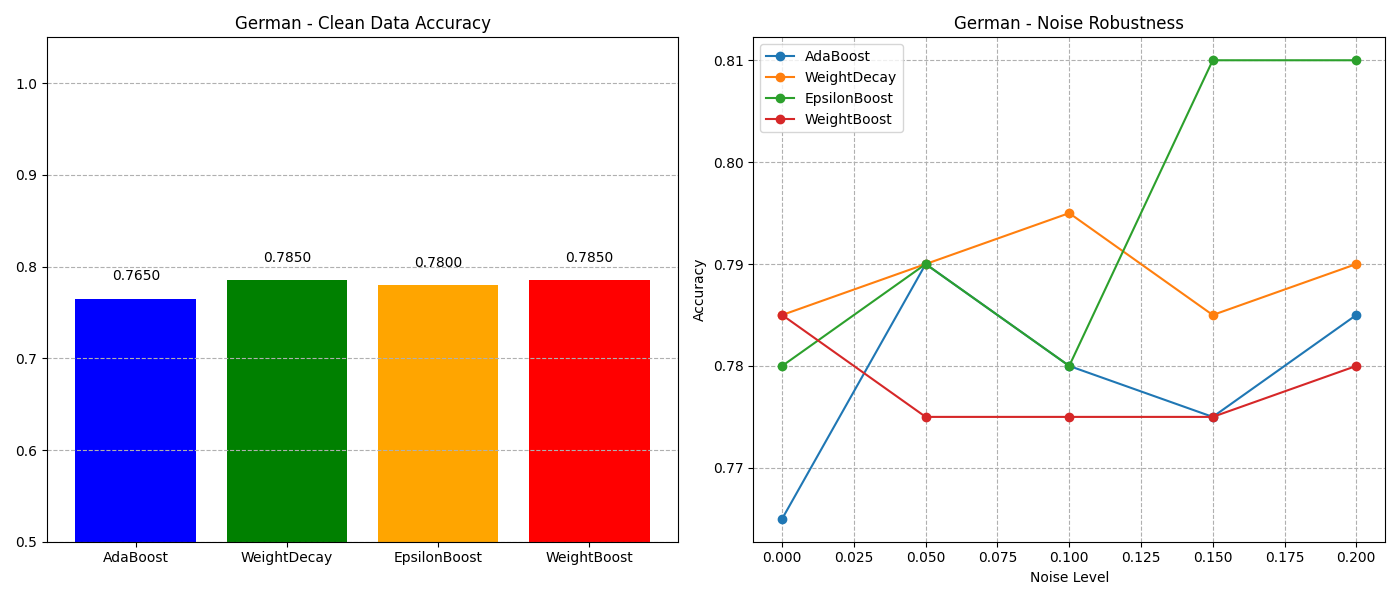 German - Clean Data Accuracy
1.0
0.9
0.8
0.7
0.6
0.5
0.7650
0.7850
0.7800
0.7850
AdaBoost
WeightDecay
EpsilonBoost
WeightBoost
German - Noise Robustness
AdaBoost
WeightDecay
EpsilonBoost
WeightBoost
Accuracy
0.81
0.80
0.79
0.78
0.77
0.000
0.025
0.050
0.075
0.100
0.125
0.150
0.175
0.200
Noise Level